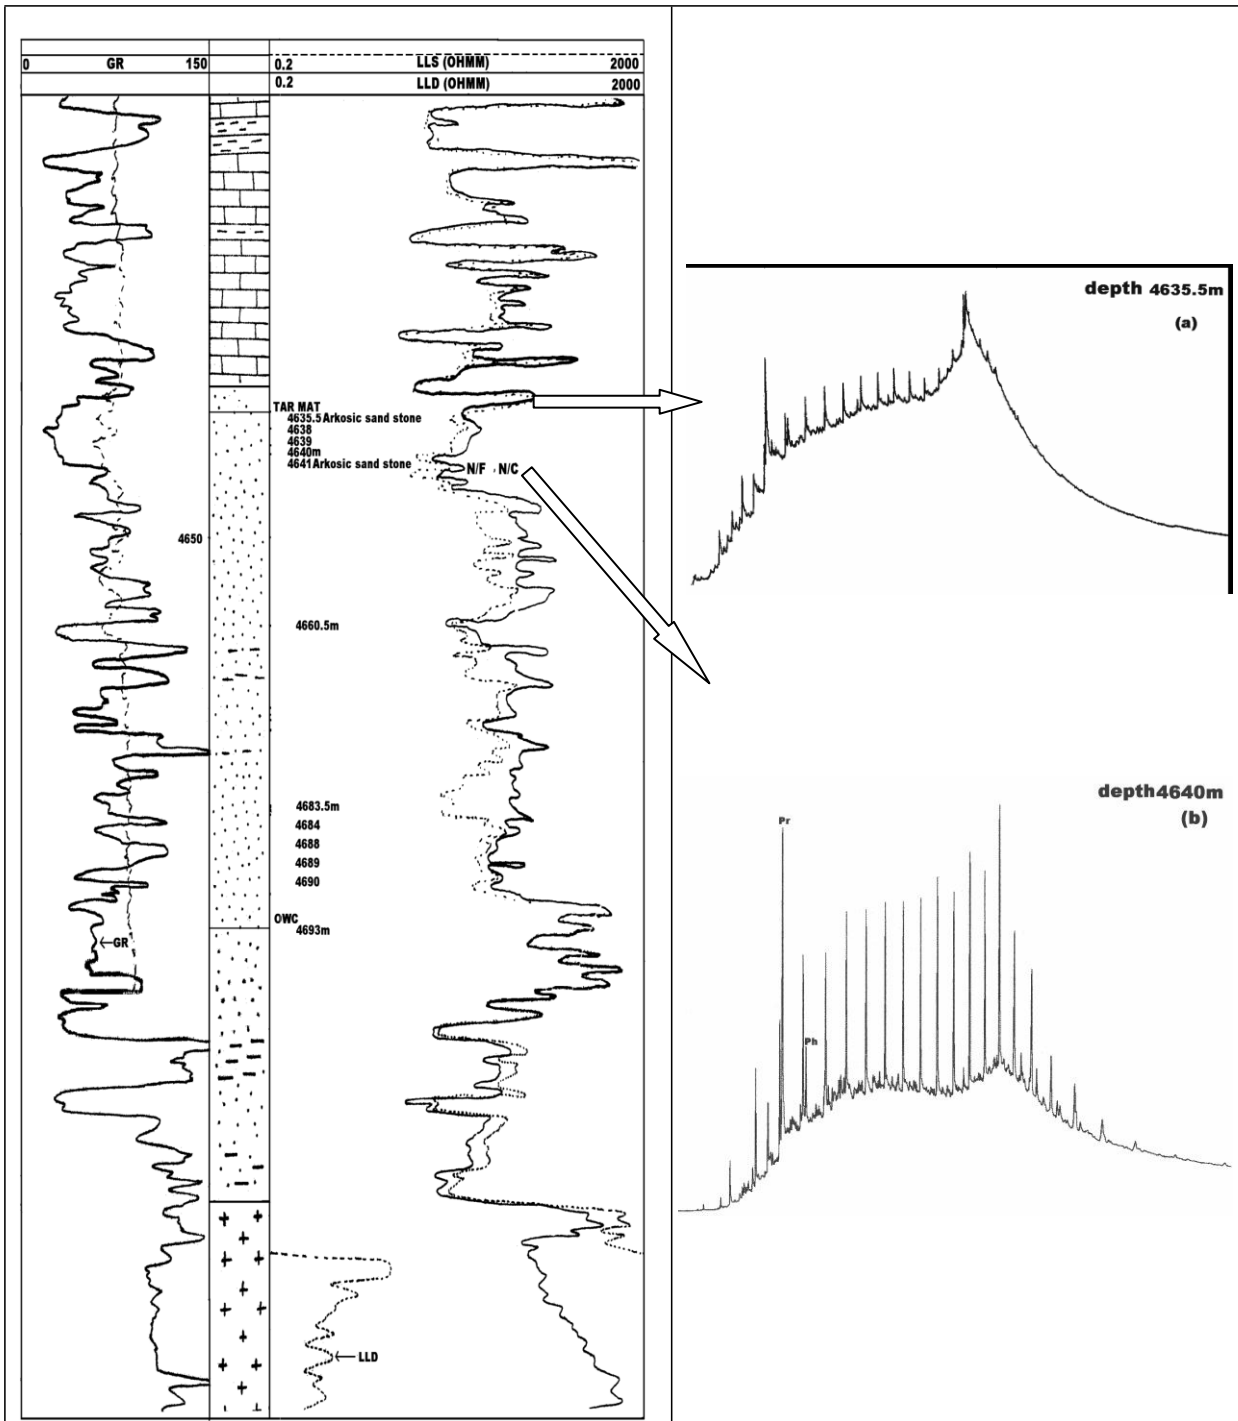 0 GR 150 0.2 LLS (OHMM) 2000
0.2 LLD (OHMM) 2000
TAR MAT
4635.5 Arkosic sand stone
4638
4639
4640m
4641 Arkosic sand stone
N/F N/C
4650
4660.5m
4683.5m
4684
4688
4689
4690
OWC
4693m
GR
LLD
depth 4635.5m
(a)
depth4640m
(b)
Pr
Ph